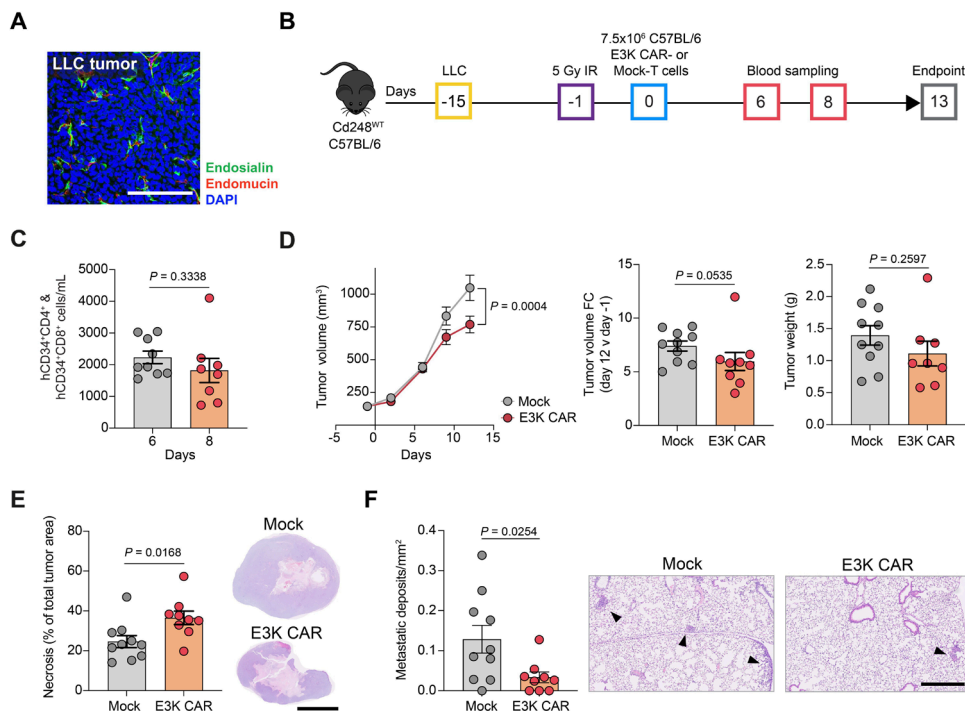 A
LLC tumor
Endosialin
Endomucin
DAPI
B
Days
Cd248ᵂᵀ
C57BL/6
LLC
-15
5 Gy IR
-1
7.5x10⁶ C57BL/6
E3K CAR- or
Mock-T cells
0
Blood sampling
6
8
Endpoint
13
C
hCD34⁺CD4⁺ &
hCD34⁺CD8⁺ cells/mL
5000
4000
3000
2000
1000
0
P = 0.3338
6
8
Days
D
Tumor volume (mm³)
1000
750
500
250
0
-5
0
5
10
15
Days
P = 0.0004
Mock
E3K CAR
Tumor volume FC
(day 12 v day -1)
15
10
5
0
P = 0.0535
Mock
E3K CAR
Tumor weight (g)
2.5
2.0
1.5
1.0
0.5
0.0
P = 0.2597
Mock
E3K CAR
E
Necrosis (% of total tumor area)
80
60
40
20
0
P = 0.0168
Mock
E3K CAR
Mock
E3K CAR
F
Metastatic deposits/mm²
0.4
0.3
0.2
0.1
0.0
P = 0.0254
Mock
E3K CAR
Mock
E3K CAR